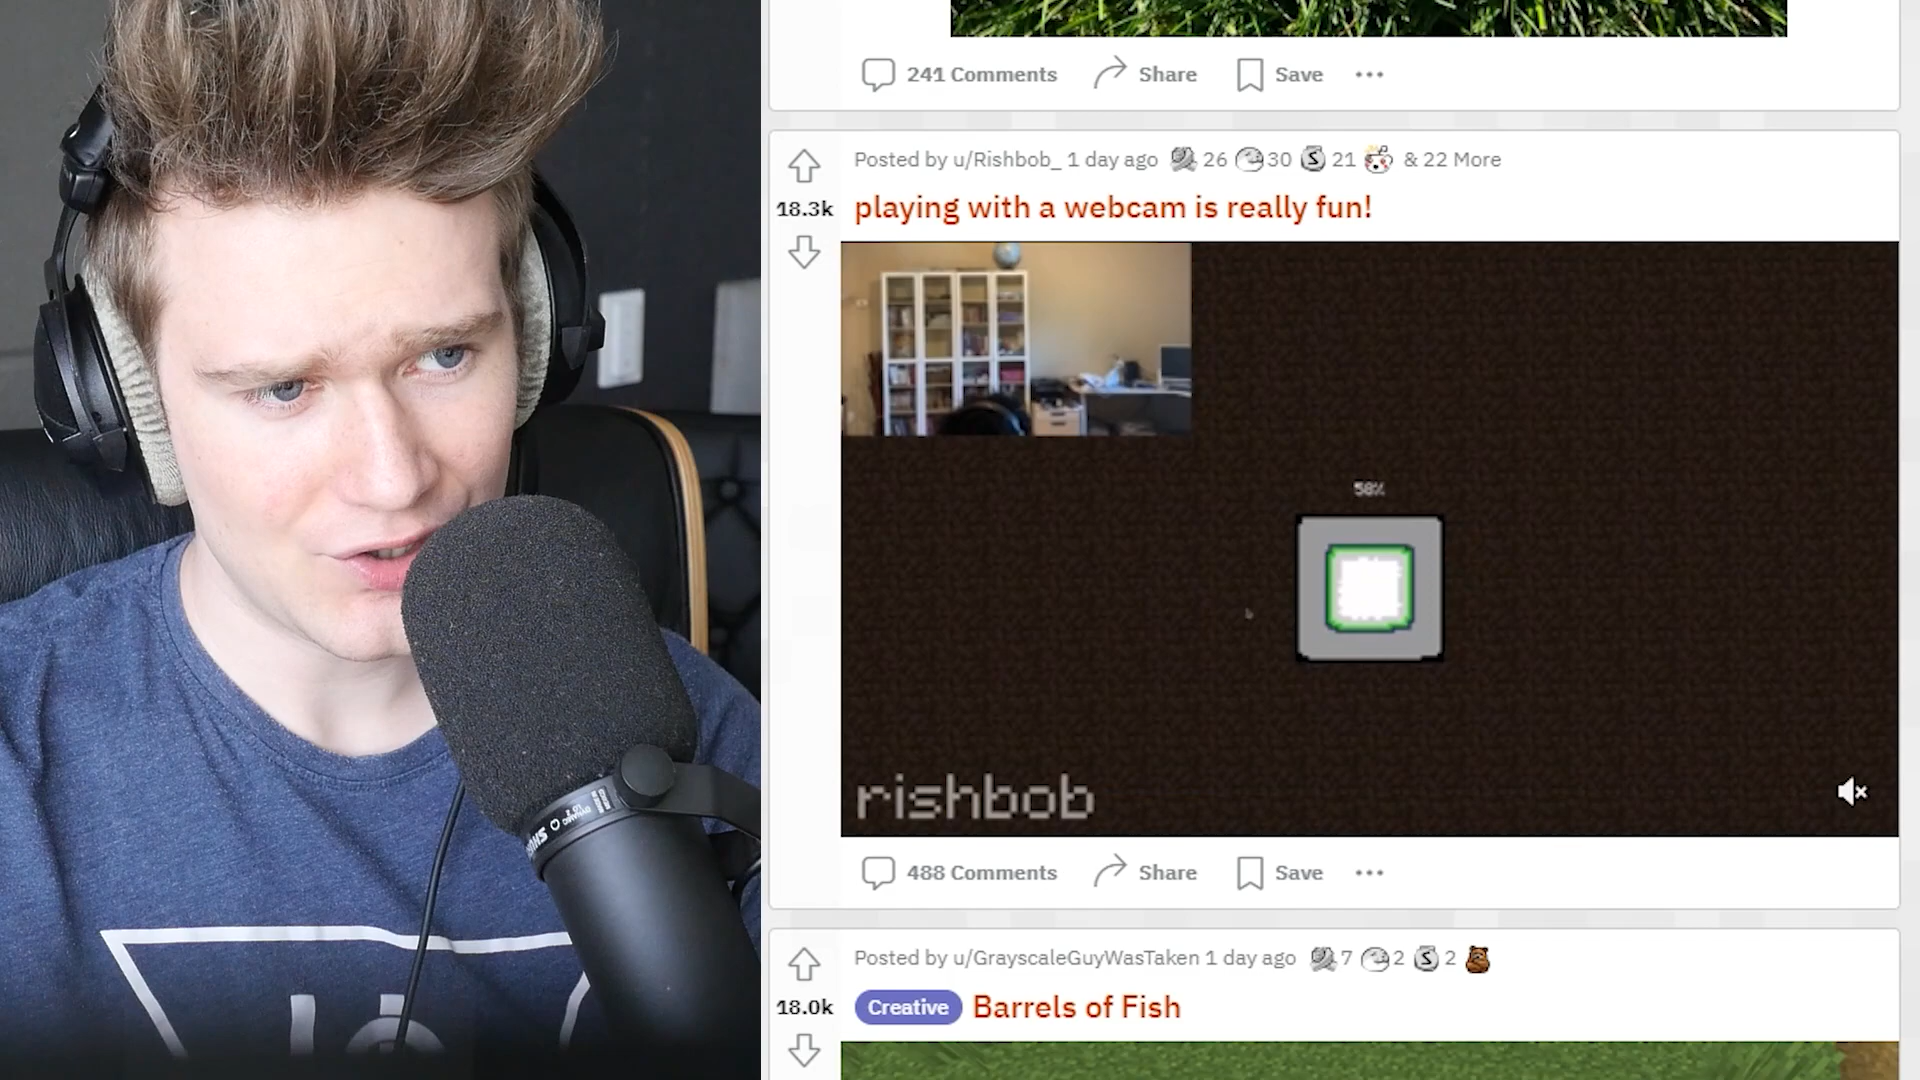 241 Comments Share Save
Posted by u/Rishbob_ 1 day ago 26 30 21 & 22 More
18.3k
playing with a webcam is really fun!
58%
rishbob
488 Comments Share Save
Posted by u/GrayscaleGuyWasTaken 1 day ago 7 2 S 2
18.0k
Creative Barrels of Fish